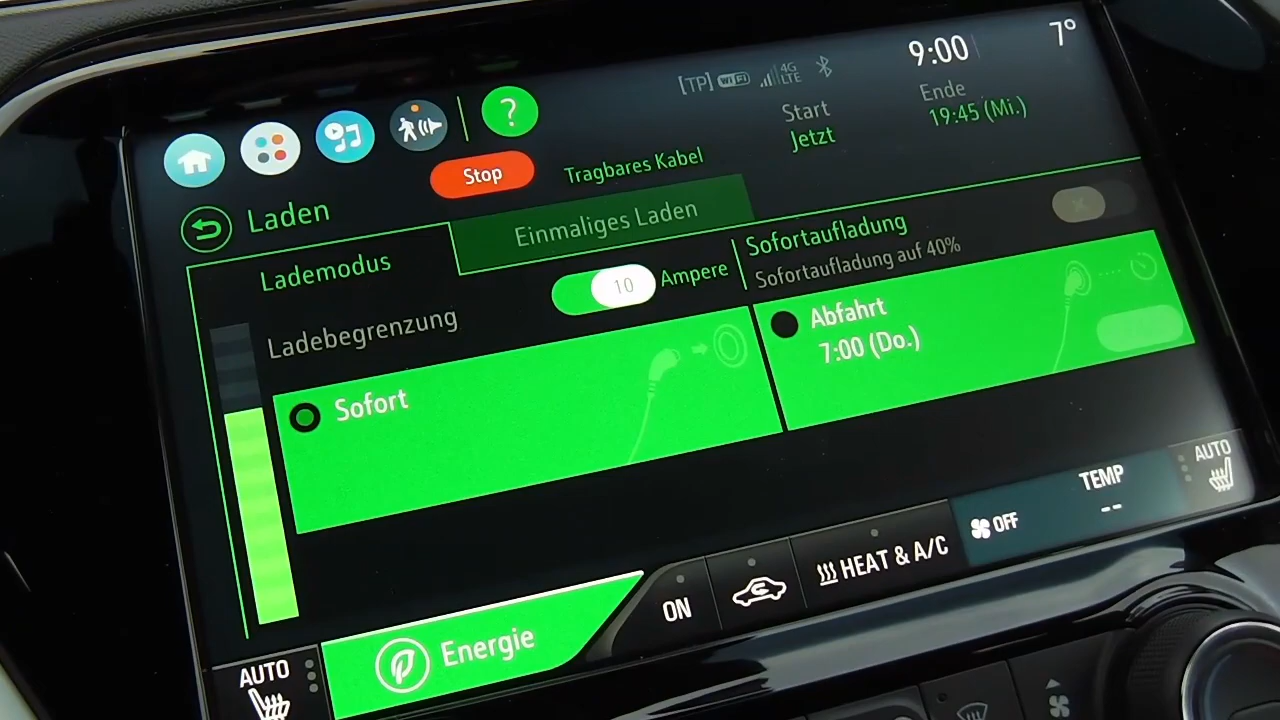 [TP] WiFi 4G LTE 9:00 7°
?
Stop
Tragbares Kabel
Start
Jetzt
Ende
19:45 (Mi.)
Laden
Lademodus
Einmaliges Laden
Ladebegrenzung
10 Ampere
Sofortaufladung
Sofortaufladung auf 40%
Sofort
Abfahrt
7:00 (Do.)
AUTO
Energie
ON
HEAT & A/C
OFF
TEMP
--
AUTO